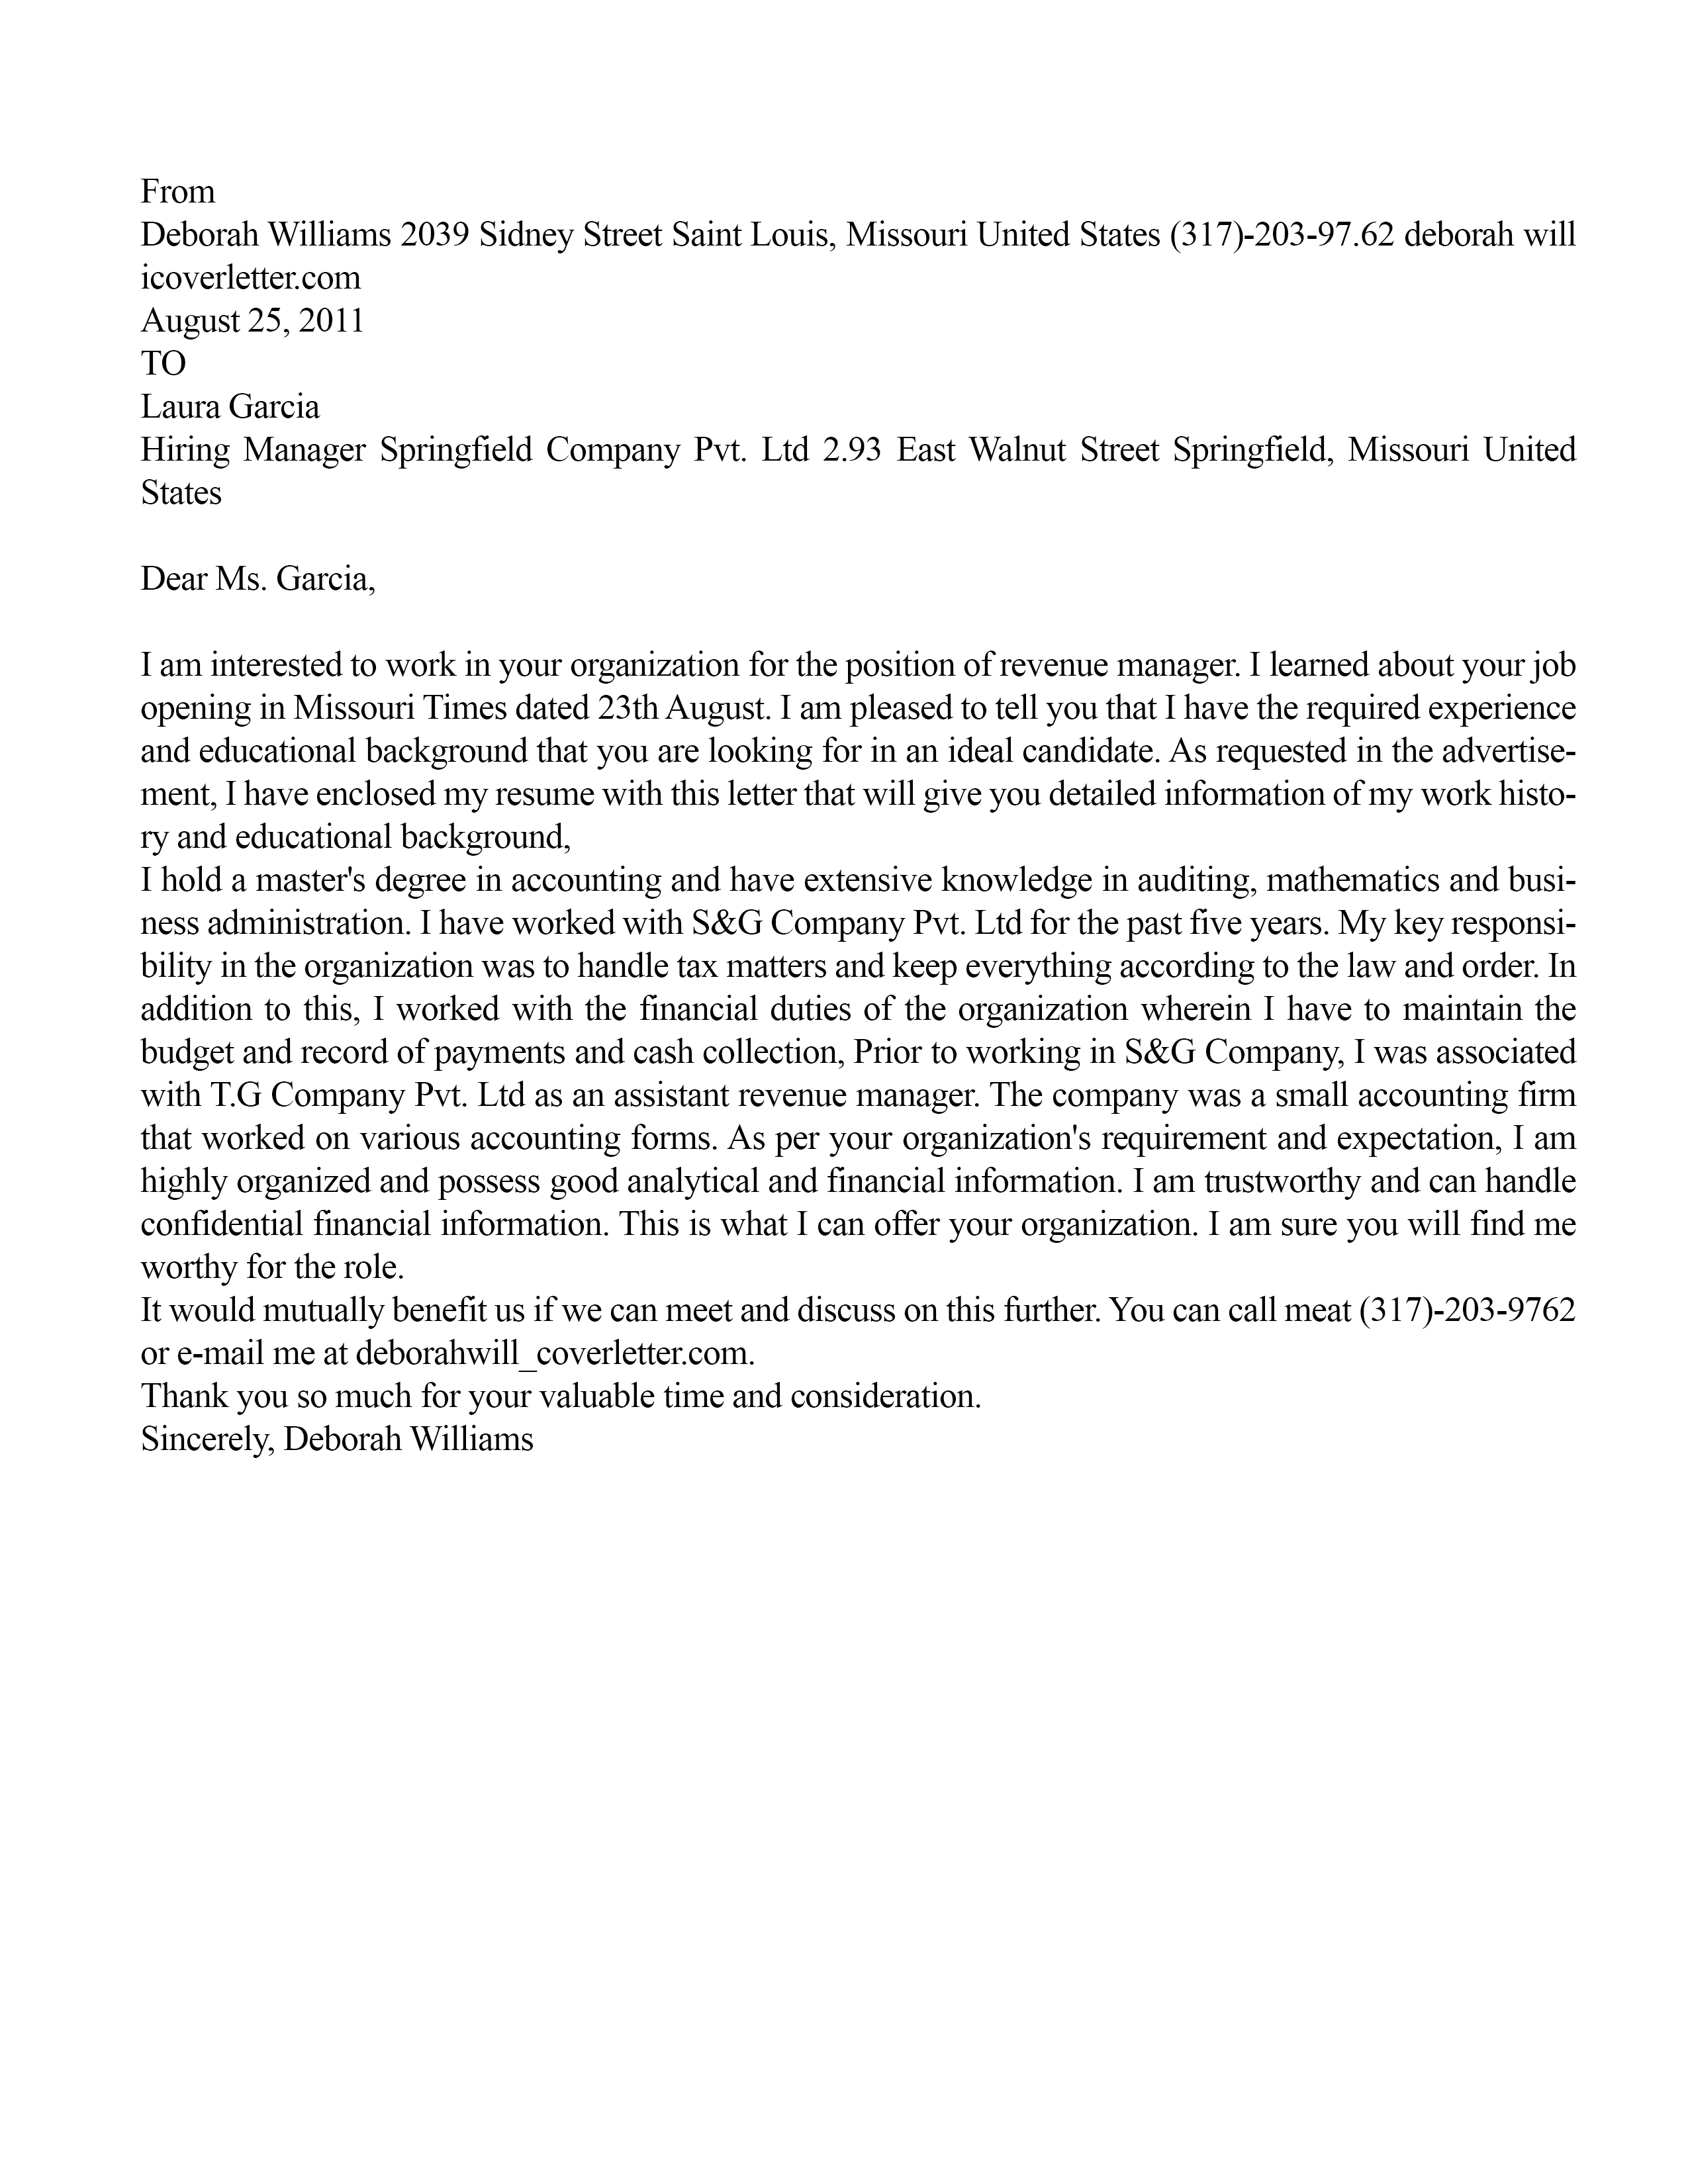 From
Deborah Williams 2039 Sidney Street Saint Louis, Missouri United States (317)-203-97.62 deborah will
icoverletter.com
August 25, 2011
TO
Laura Garcia
Hiring Manager Springfield Company Pvt. Ltd 2.93 East Walnut Street Springfield, Missouri United
States
Dear Ms. Garcia,
I am interested to work in your organization for the position of revenue manager. I learned about your job
opening in Missouri Times dated 23th August. I am pleased to tell you that I have the required experience
and educational background that you are looking for in an ideal candidate. As requested in the advertise-
ment, I have enclosed my resume with this letter that will give you detailed information of my work histo-
ry and educational background,
I hold a master's degree in accounting and have extensive knowledge in auditing, mathematics and busi-
ness administration. I have worked with S&G Company Pvt. Ltd for the past five years. My key responsi-
bility in the organization was to handle tax matters and keep everything according to the law and order. In
addition to this, I worked with the financial duties of the organization wherein I have to maintain the
budget and record of payments and cash collection, Prior to working in S&G Company, I was associated
with T.G Company Pvt. Ltd as an assistant revenue manager. The company was a small accounting firm
that worked on various accounting forms. As per your organization's requirement and expectation, I am
highly organized and possess good analytical and financial information. I am trustworthy and can handle
confidential financial information. This is what I can offer your organization. I am sure you will find me
worthy for the role.
It would mutually benefit us if we can meet and discuss on this further. You can call meat (317)-203-9762
or e-mail me at deborahwill_coverletter.com.
Thank you so much for your valuable time and consideration.
Sincerely, Deborah Williams